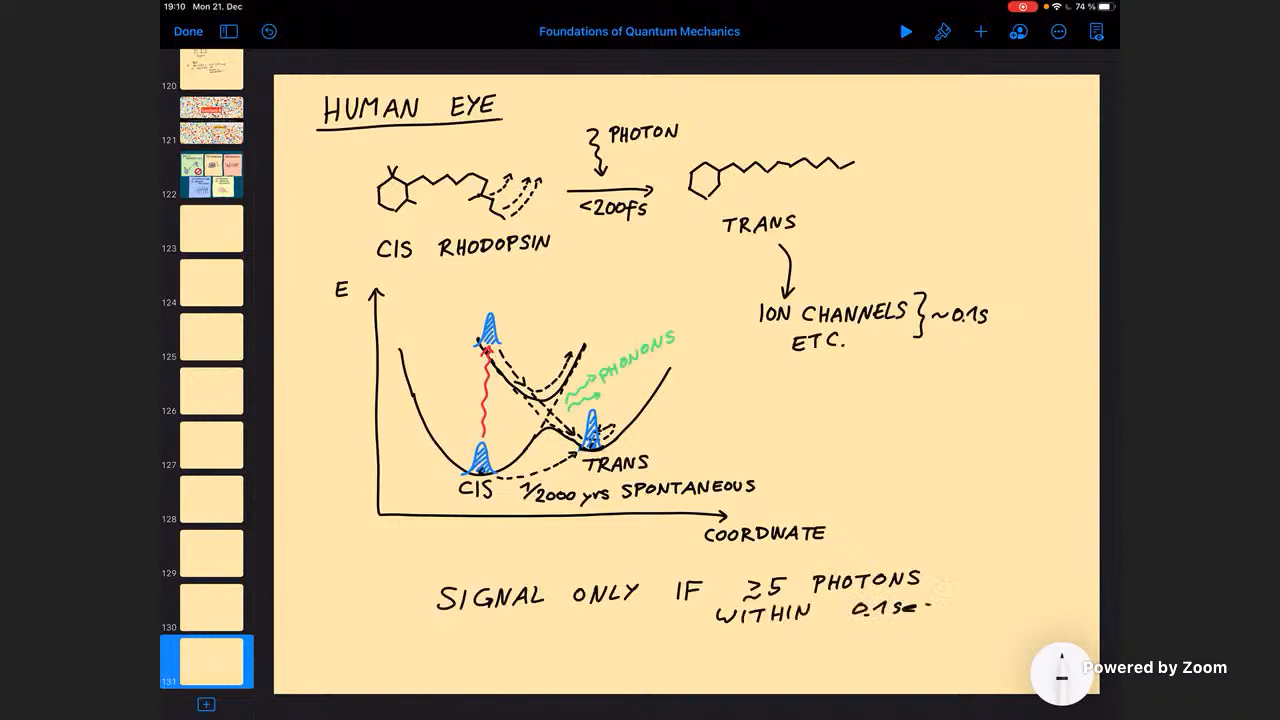 19:10 Mon 21. Dec
74 %
Done
Foundations of Quantum Mechanics
120
121
122
123
124
125
126
127
128
129
130
131
HUMAN EYE
PHOTON
<200fs
CIS RHODOPSIN
TRANS
ION CHANNELS
ETC.
~0.1s
E
PHONONS
TRANS
CIS
1/2000 yrs SPONTANEOUS
COORDINATE
SIGNAL ONLY IF ≳5 PHOTONS
WITHIN 0.1se
Powered by Zoom